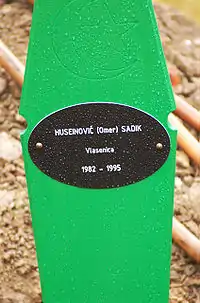 HUSEINOVIĆ (Omer) SADIK
Vlasenica
1982 - 1995